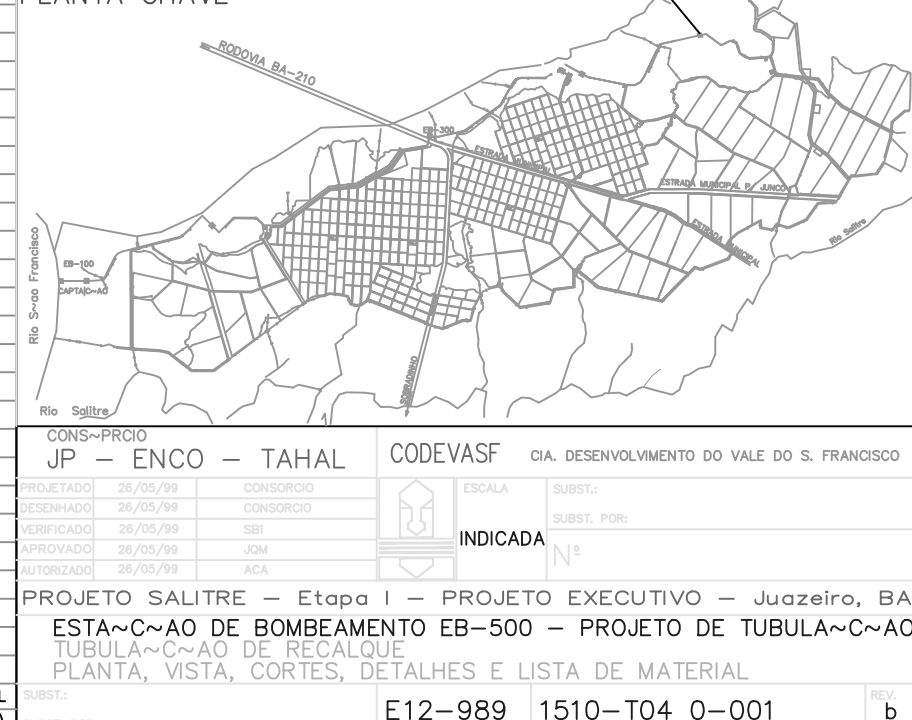 PLANTA CHAVE
RODOVIA BA-210
EB-300
ESTRADA MUNICIPAL
ESTRADA MUNICIPAL P. JUNCO
ESTRADA MUNICIPAL
Rio Salitre
Rio S~ao Francisco
EB-100
CAPTA~C~AO
SOBRADINHO
Rio Salitre
CONS~PRCIO
JP - ENCO - TAHAL
CODEVASF CIA. DESENVOLVIMENTO DO VALE DO S. FRANCISCO
PROJETADO 26/05/99 CONSORCIO
DESENHADO 26/05/99 CONSORCIO
VERIFICADO 26/05/99 SBi
APROVADO 26/05/99 JQM
AUTORIZADO 26/05/99 ACA
ESCALA
INDICADA
SUBST.:
SUBST. POR:
Nº
PROJETO SALITRE - Etapa I - PROJETO EXECUTIVO - Juazeiro, BA
ESTA~C~AO DE BOMBEAMENTO EB-500 - PROJETO DE TUBULA~C~AO
TUBULA~C~AO DE RECALQUE
PLANTA, VISTA, CORTES, DETALHES E LISTA DE MATERIAL
SUBST.:
E12-989 1510-T04 0-001
REV.
b